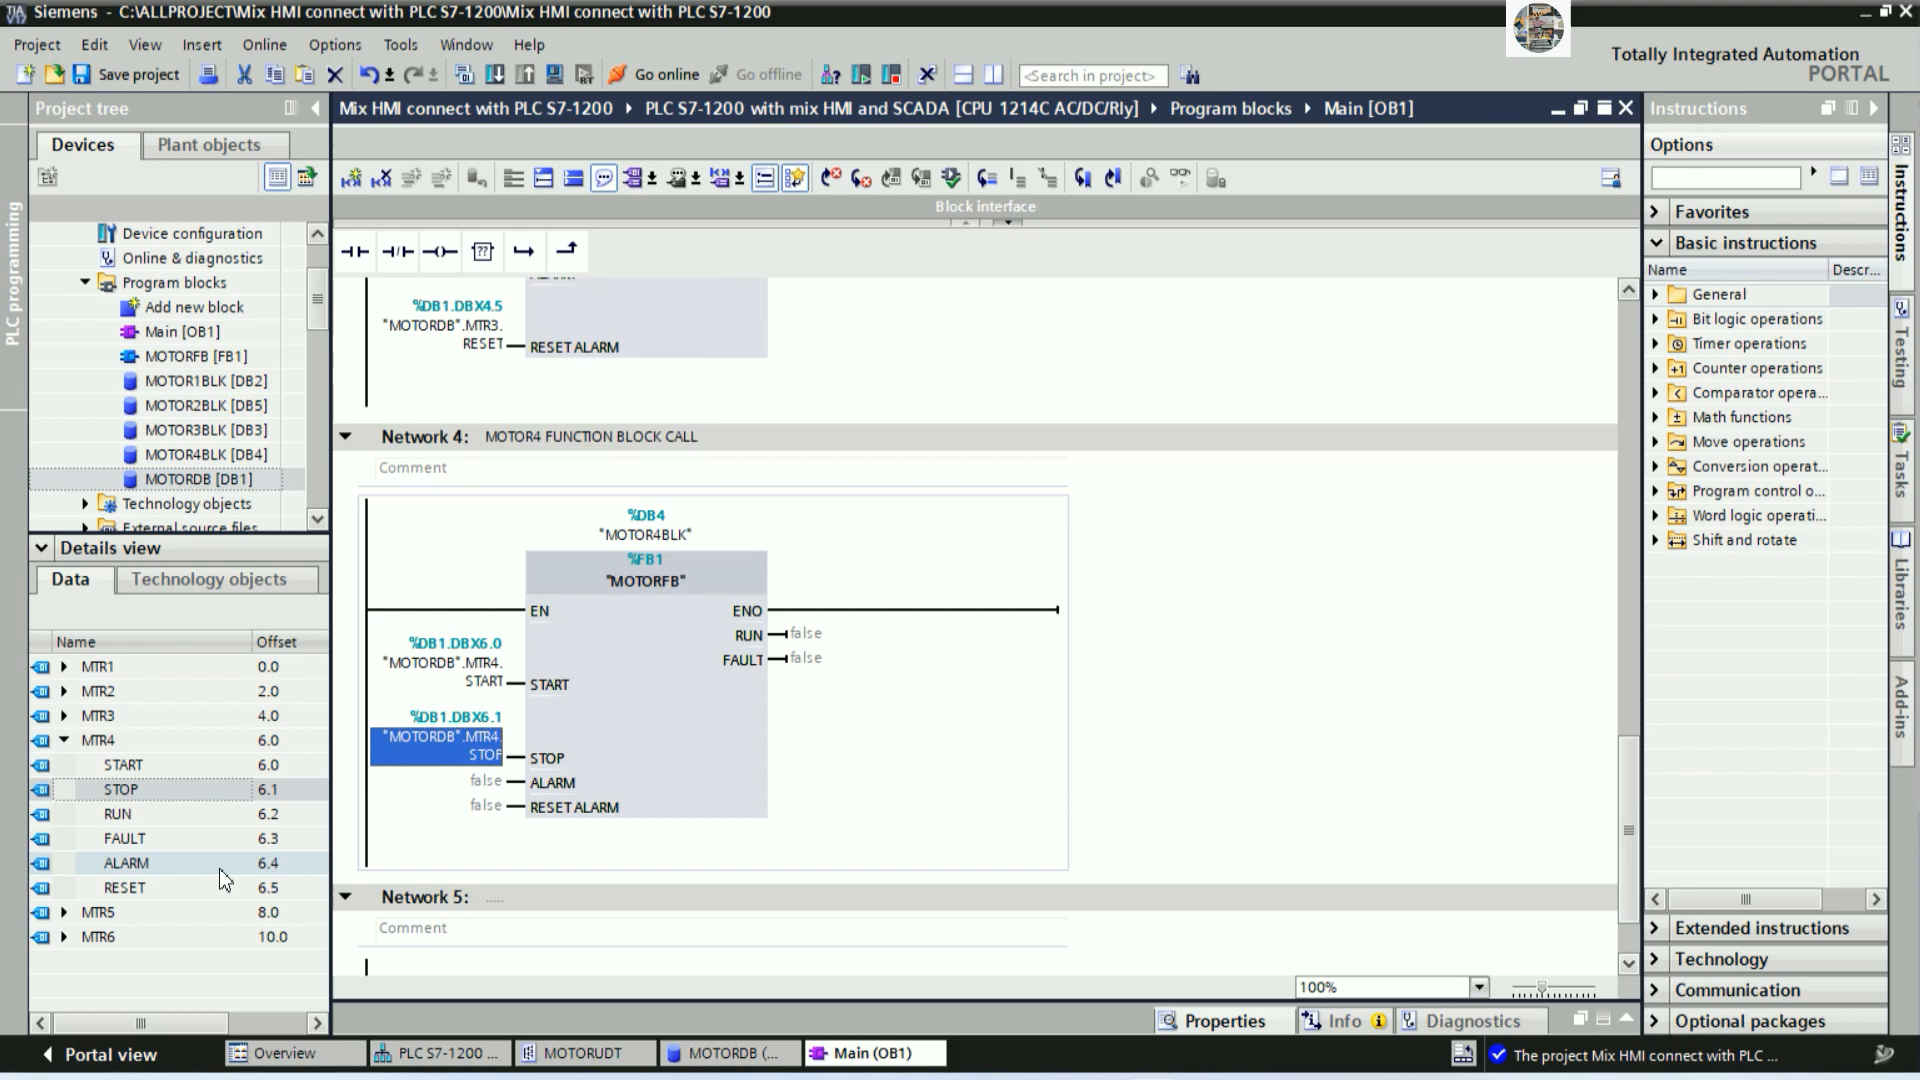 Siemens - C:\ALLPROJECT\Mix HMI connect with PLC S7-1200\Mix HMI connect with PLC S7-1200
Project Edit View Insert Online Options Tools Window Help
Totally Integrated Automation
PORTAL
Save project
Go online
Go offline
<Search in project>
Project tree
Mix HMI connect with PLC S7-1200 PLC S7-1200 with mix HMI and SCADA [CPU 1214C AC/DC/Rly] Program blocks Main [OB1]
Instructions
Devices
Plant objects
Options
PLC programming
Block interface
Device configuration
Online & diagnostics
Program blocks
Add new block
Main [OB1]
MOTORFB [FB1]
MOTOR1BLK [DB2]
MOTOR2BLK [DB5]
MOTOR3BLK [DB3]
MOTOR4BLK [DB4]
MOTORDB [DB1]
Technology objects
External source files
Details view
Data
Technology objects
Name Offset
MTR1 0.0
MTR2 2.0
MTR3 4.0
MTR4 6.0
START 6.0
STOP 6.1
RUN 6.2
FAULT 6.3
ALARM 6.4
RESET 6.5
MTR5 8.0
MTR6 10.0
??
%DB1.DBX4.5
"MOTORDB".MTR3.
RESET
RESET ALARM
Network 4: MOTOR4 FUNCTION BLOCK CALL
Comment
%DB4
"MOTOR4BLK"
%FB1
"MOTORFB"
EN ENO
RUN false
FAULT false
%DB1.DBX6.0
"MOTORDB".MTR4.
START START
%DB1.DBX6.1
"MOTORDB".MTR4.
STOP STOP
false ALARM
false RESET ALARM
Network 5: .....
Comment
100%
Properties
Info
Diagnostics
Favorites
Basic instructions
Name Descr...
General
Bit logic operations
Timer operations
Counter operations
Comparator opera...
Math functions
Move operations
Conversion operat...
Program control o...
Word logic operati...
Shift and rotate
Extended instructions
Technology
Communication
Optional packages
Instructions
Testing
Tasks
Libraries
Add-ins
Portal view
Overview
PLC S7-1200 ...
MOTORUDT
MOTORDB (...
Main (OB1)
The project Mix HMI connect with PLC ...